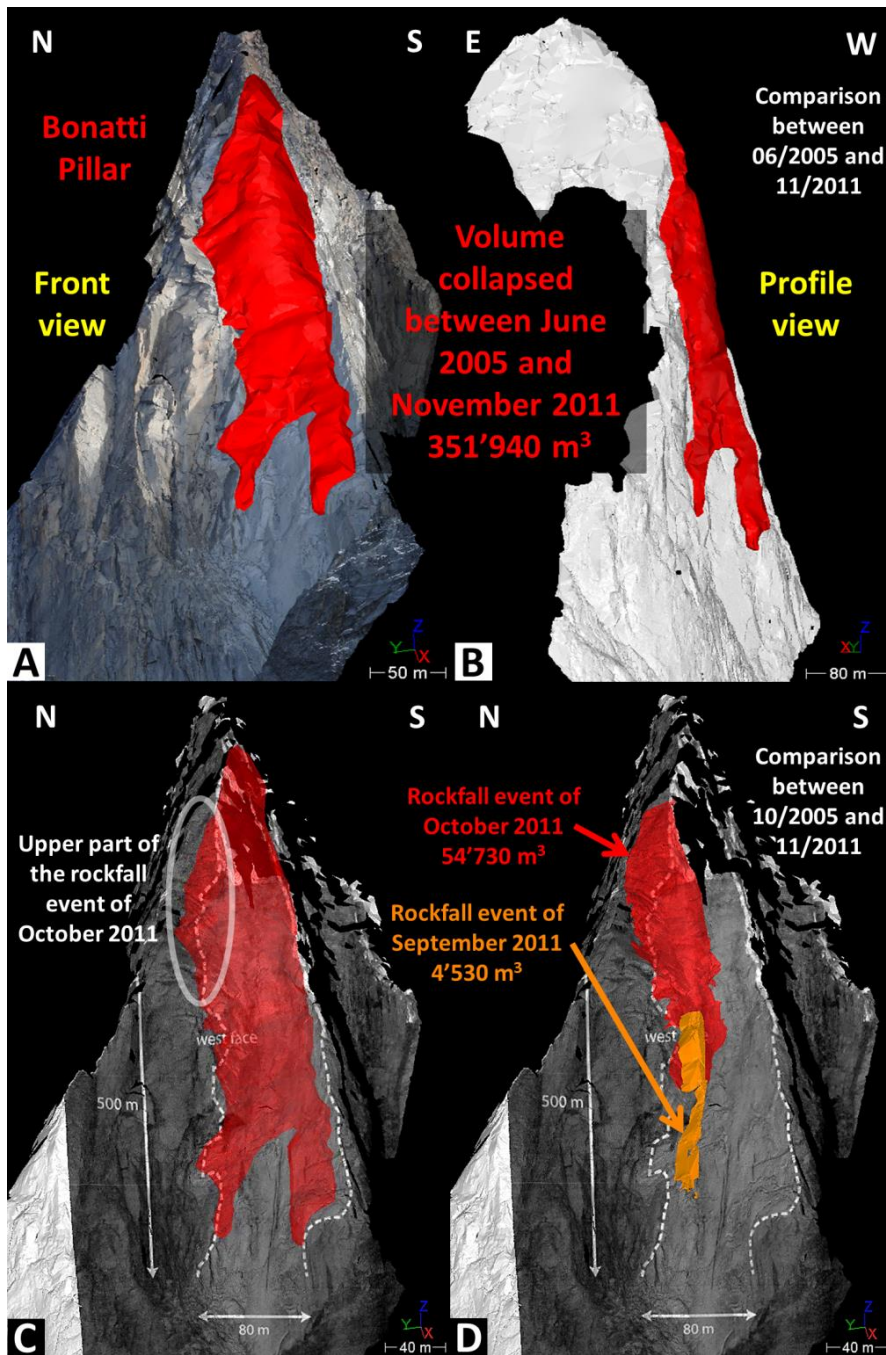 N
S
Bonatti
Pillar
Front
view
E
W
Comparison
between
06/2005 and
11/2011
Volume
collapsed
between June
2005 and
November 2011
351’940 m³
Profile
view
A
Z
Y
X
50 m
B
Z
X Y
80 m
N
S
Upper part of
the rockfall
event of
October 2011
west face
500 m
80 m
C
Z
Y
X
40 m
N
S
Comparison
between
10/2005 and
11/2011
Rockfall event of
October 2011
54’730 m³
Rockfall event of
September 2011
4’530 m³
west
500 m
80 m
D
Z
Y
X
40 m